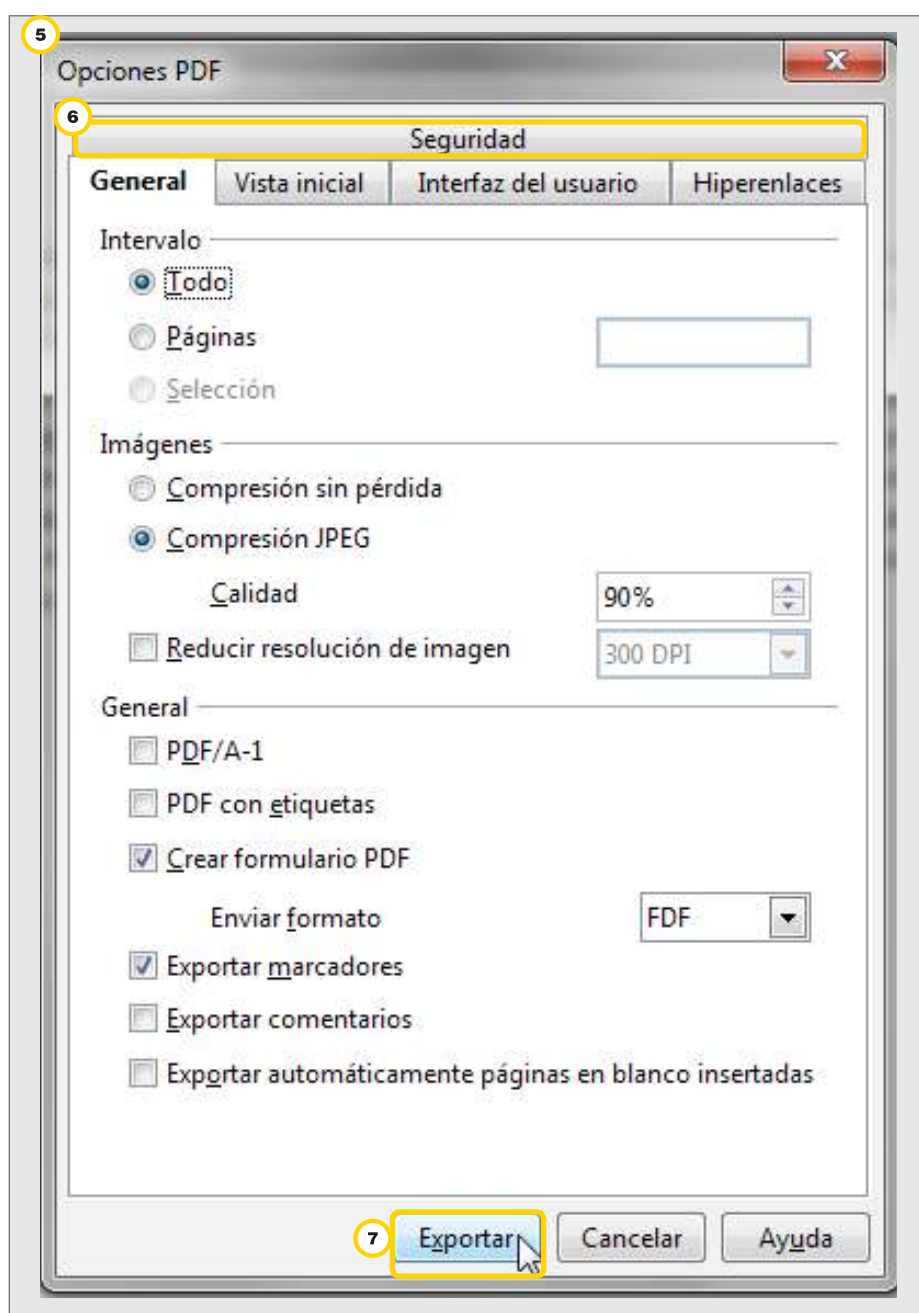 5
Opciones PDF
6
Seguridad
General Vista inicial Interfaz del usuario Hiperenlaces
Intervalo
Todo
Páginas
Selección
Imágenes
Compresión sin pérdida
Compresión JPEG
Calidad 90%
Reducir resolución de imagen 300 DPI
General
PDF/A-1
PDF con etiquetas
Crear formulario PDF
Enviar formato FDF
Exportar marcadores
Exportar comentarios
Exportar automáticamente páginas en blanco insertadas
7 Exportar Cancelar Ayuda